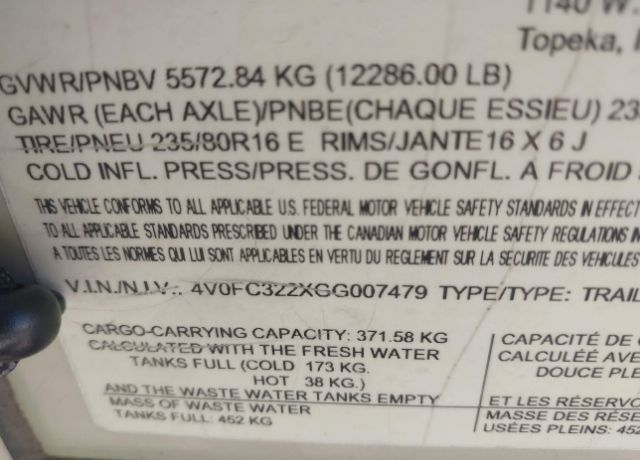 1140 W.
Topeka,
GVWR/PNBV 5572.84 KG (12286.00 LB)
GAWR (EACH AXLE)/PNBE(CHAQUE ESSIEU) 23
TIRE/PNEU 235/80R16 E RIMS/JANTE16 X 6 J
COLD INFL. PRESS/PRESS. DE GONFL. A FROID
THIS VEHICLE CONFORMS TO ALL APPLICABLE U.S. FEDERAL MOTOR VEHICLE SAFETY STANDARDS IN EFFECT
TO ALL APPLICABLE STANDARDS PRESCRIBED UNDER THE CANADIAN MOTOR VEHICLE SAFETY REGULATIONS IN
A TOUTES LES NORMES QUI LUI SONT APPLICABLES EN VERTU DU REGLEMENT SUR LA SECURITE DES VEHICULES
V.I.N./N.I.V.: 4V0FC322XGG007479 TYPE/TYPE: TRAIL
CARGO-CARRYING CAPACITY: 371.58 KG
CALCULATED WITH THE FRESH WATER
TANKS FULL (COLD 173 KG.
HOT 38 KG.)
AND THE WASTE WATER TANKS EMPTY
MASS OF WASTE WATER
TANKS FULL: 452 KG
CAPACITÉ DE
CALCULÉE AVE
DOUCE PLE
ET LES RÉSERVO
MASSE DES RÉSE
USÉES PLEINS: 452